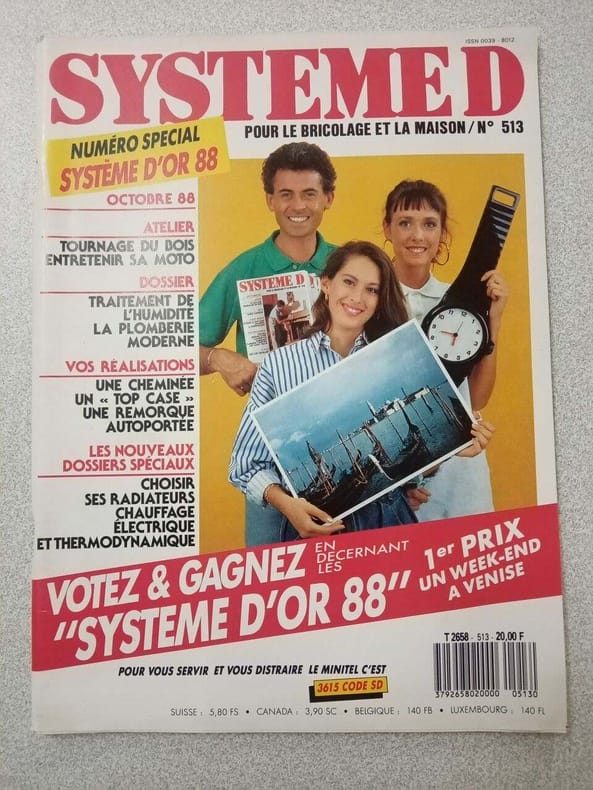 ISSN 0039 - 8012
SYSTEME D
POUR LE BRICOLAGE ET LA MAISON / N° 513
NUMÉRO SPECIAL
SYSTÈME D'OR 88
OCTOBRE 88
ATELIER
TOURNAGE DU BOIS
ENTRETENIR SA MOTO
DOSSIER
TRAITEMENT DE
L'HUMIDITÉ
LA PLOMBERIE
MODERNE
VOS RÉALISATIONS
UNE CHEMINÉE
UN « TOP CASE »
UNE REMORQUE
AUTOPORTÉE
LES NOUVEAUX
DOSSIERS SPÉCIAUX
CHOISIR
SES RADIATEURS
CHAUFFAGE
ÉLECTRIQUE
ET THERMODYNAMIQUE
SYSTEME D
VOTEZ & GAGNEZ EN DECERNANT LES
"SYSTEME D'OR 88"
1er PRIX
UN WEEK-END
A VENISE
T 2658 - 513 - 20,00 F
3792658020000 05130
POUR VOUS SERVIR ET VOUS DISTRAIRE LE MINITEL C'EST
3615 CODE SD
SUISSE : 5,80 FS • CANADA : 3,90 SC • BELGIQUE : 140 FB • LUXEMBOURG : 140 FL